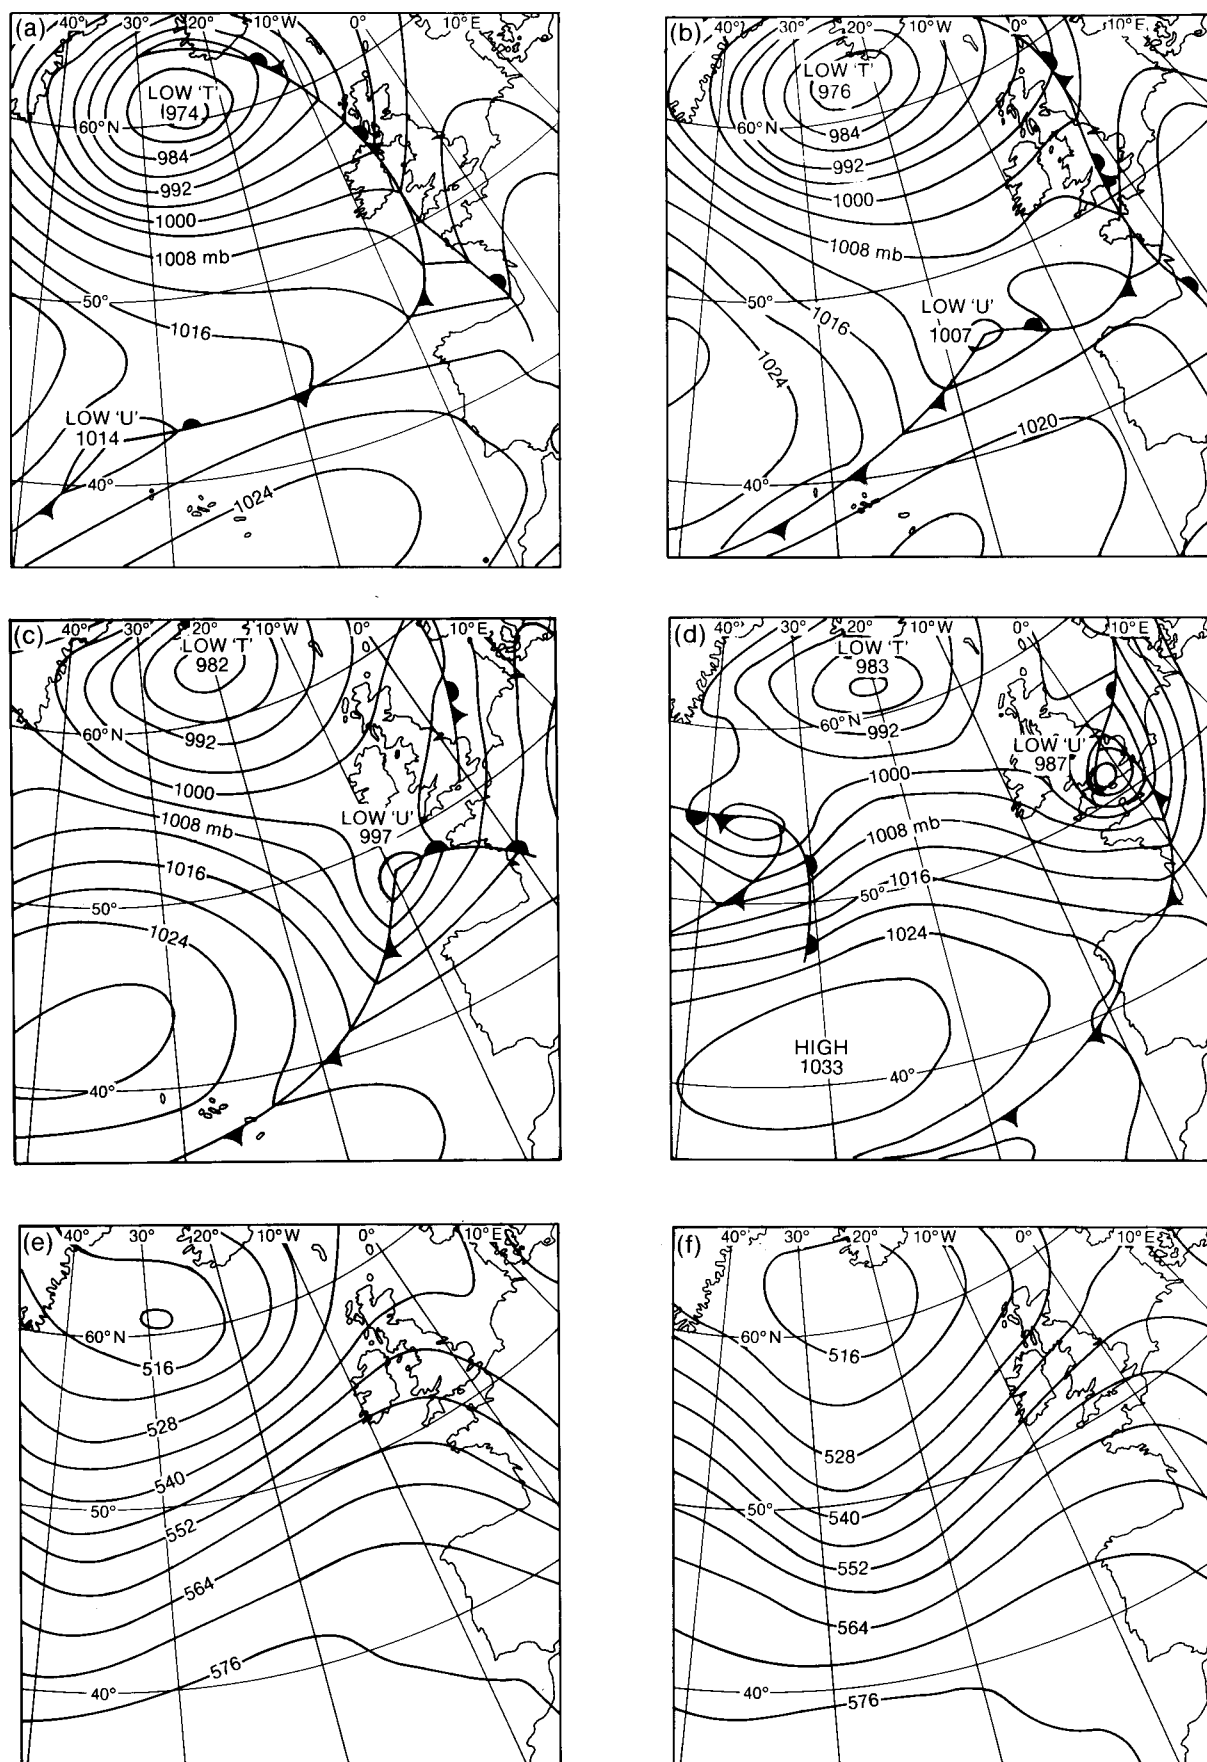 (a)
40°
30°
20°
10°W
0°
10°E
LOW 'T'
974
60°N
984
992
1000
1008 mb
50°
1016
LOW 'U'
1014
40°
1024
(b)
40°
30°
20°
10°W
0°
10°E
LOW 'T'
976
60°N
984
992
1000
1008 mb
50°
1016
LOW 'U'
1007
1024
1020
40°
(c)
40°
30°
20°
10°W
0°
10°E
LOW 'T'
982
60°N
992
1000
1008 mb
LOW 'U'
997
1016
50°
1024
40°
(d)
40°
30°
20°
10°W
0°
10°E
LOW 'T'
983
60°N
992
LOW 'U'
987
1000
1008 mb
1016
50°
1024
HIGH
1033
40°
(e)
40°
30°
20°
10°W
0°
10°E
60°N
516
528
540
50°
552
564
576
40°
(f)
40°
30°
20°
10°W
0°
10°E
60°N
516
528
50°
540
552
564
40°
576